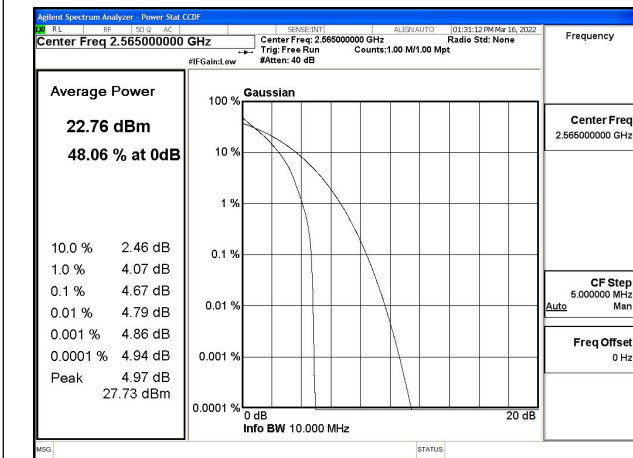 Agilent Spectrum Analyzer - Power Stat CCDF
RL RF 50 Ω AC SENSE:INT ALIGNAUTO 01:31:12 PM Mar 16, 2022
Center Freq 2.565000000 GHz
Center Freq: 2.565000000 GHz Radio Std: None
Trig: Free Run Counts:1.00 M/1.00 Mpt
#IFGain:Low #Atten: 40 dB
Frequency
Average Power
22.76 dBm
48.06 % at 0dB
10.0 % 2.46 dB
1.0 % 4.07 dB
0.1 % 4.67 dB
0.01 % 4.79 dB
0.001 % 4.86 dB
0.0001 % 4.94 dB
Peak 4.97 dB
27.73 dBm
Gaussian
100 %
10 %
1 %
0.1 %
0.01 %
0.001 %
0.0001 %
0 dB 20 dB
Info BW 10.000 MHz
Center Freq
2.565000000 GHz
CF Step
5.000000 MHz
Auto Man
Freq Offset
0 Hz
MSG STATUS